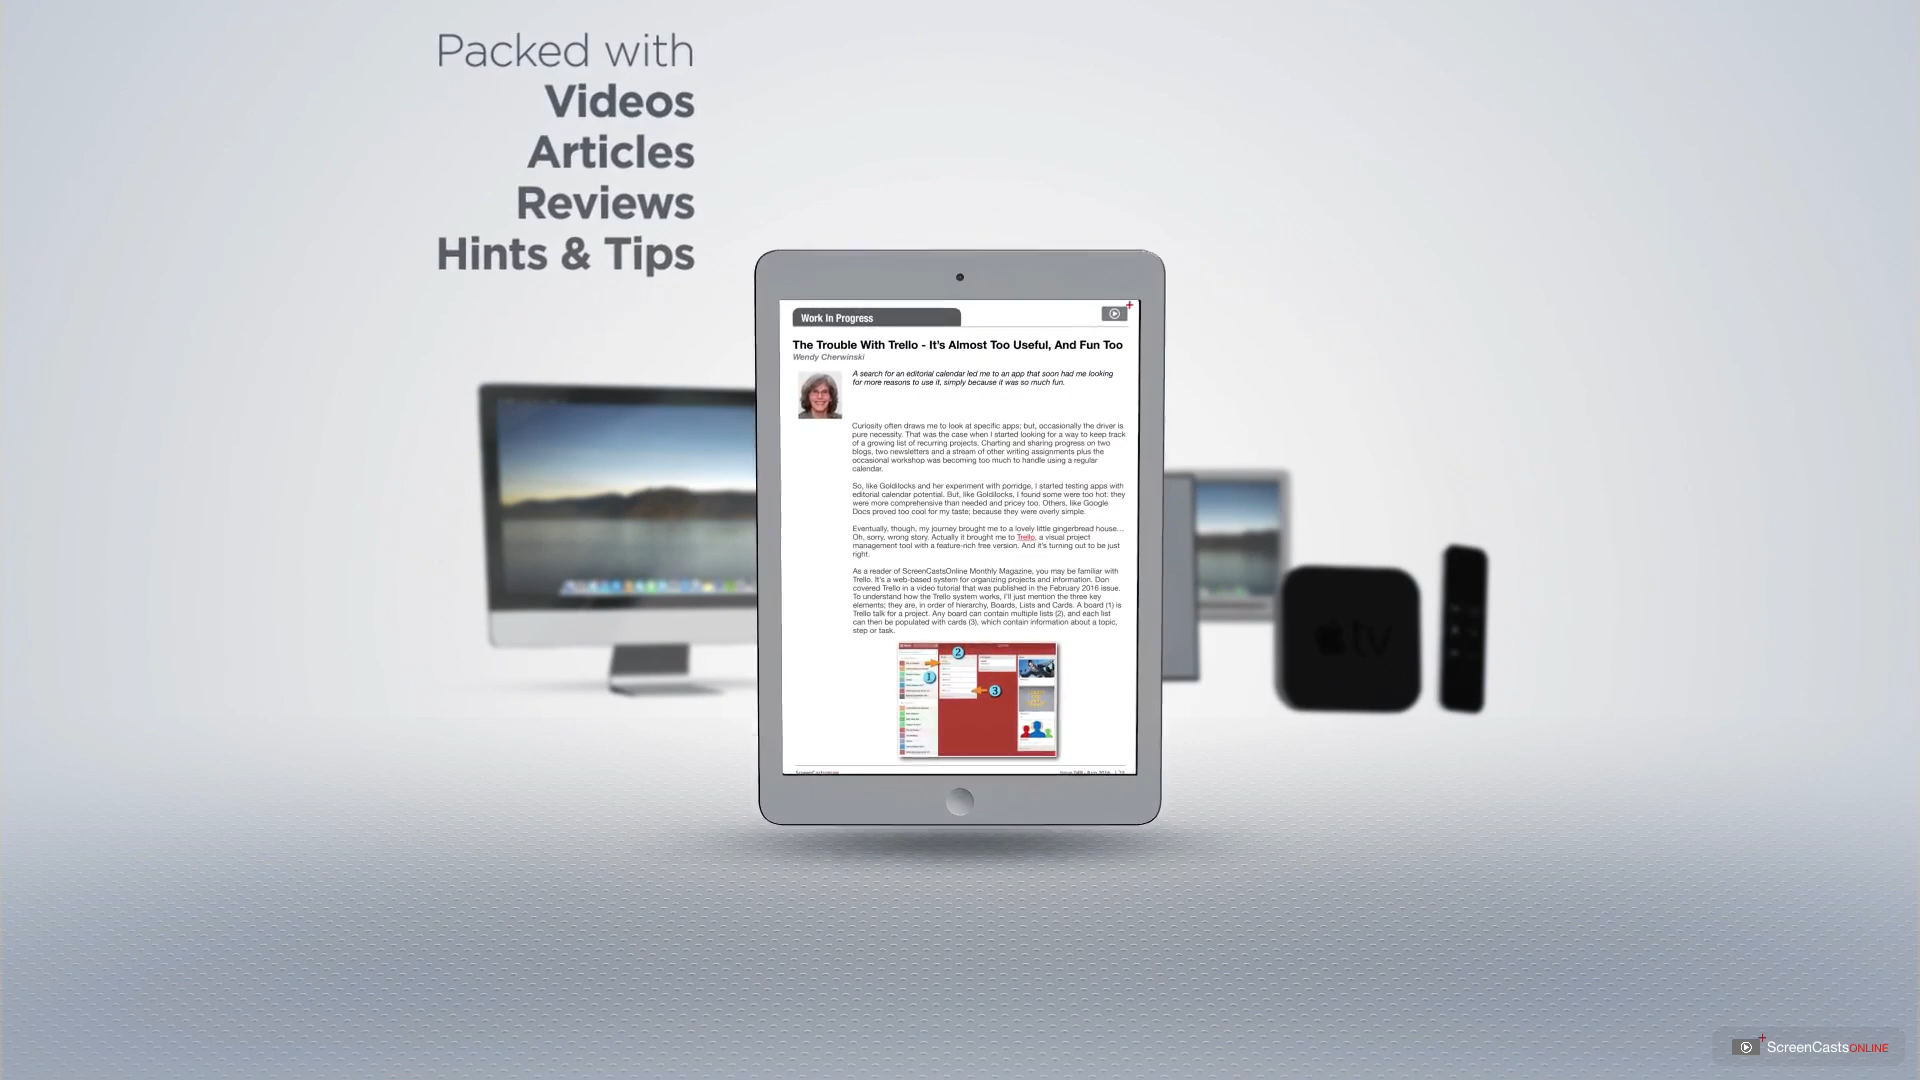 Packed with
Videos
Articles
Reviews
Hints & Tips
Work In Progress
The Trouble With Trello - It's Almost Too Useful, And Fun Too
Wendy Cherwinski
A search for an editorial calendar led me to an app that soon had me looking
for more reasons to use it, simply because it was so much fun.
Curiosity often draws me to look at specific apps; but, occasionally the driver is
pure necessity. That was the case when I started looking for a way to keep track
of a growing list of recurring projects. Charting and sharing progress on two
blogs, two newsletters and a stream of other writing assignments plus the
occasional workshop was becoming too much to handle using a regular
calendar.
So, like Goldilocks and her experiment with porridge, I started testing apps with
editorial calendar potential. But, like Goldilocks, I found some were too hot: they
were more comprehensive than needed and pricey too. Others, like Google
Docs proved too cool for my taste; because they were overly simple.
Eventually, though, my journey brought me to a lovely little gingerbread house…
Oh, sorry, wrong story. Actually it brought me to Trello, a visual project
management tool with a feature-rich free version. And it's turning out to be just
right.
As a reader of ScreenCastsOnline Monthly Magazine, you may be familiar with
Trello. It's a web-based system for organizing projects and information. Don
covered Trello in a video tutorial that was published in the February 2016 issue.
To understand how the Trello system works, I'll just mention the three key
elements; they are, in order of hierarchy, Boards, Lists and Cards. A board (1) is
Trello talk for a project. Any board can contain multiple lists (2), and each list
can then be populated with cards (3), which contain information about a topic,
step or task.
2
1
3
tv
ScreenCastsONLINE